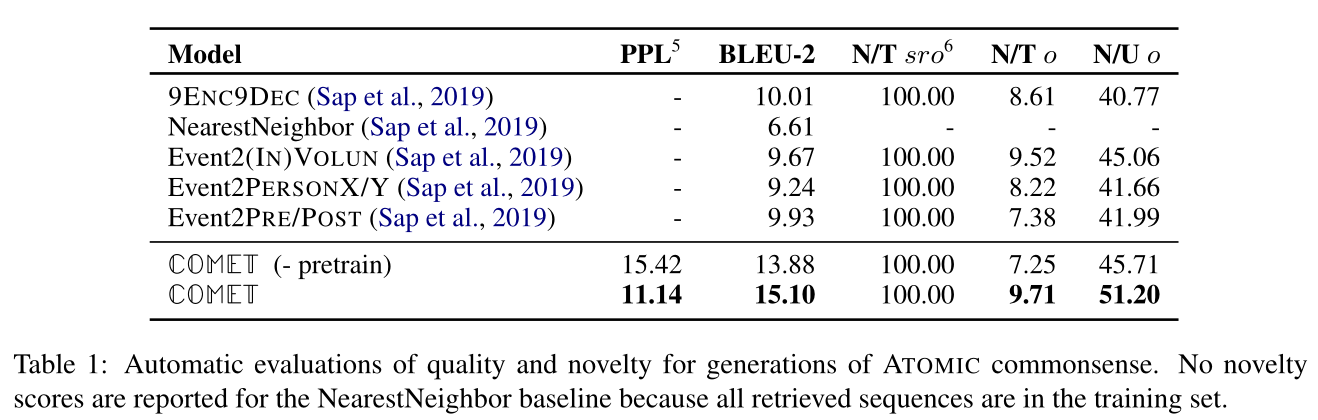 Model PPL5 BLEU-2 N/T sro6 N/T o N/U o
9ENC9DEC (Sap et al., 2019) - 10.01 100.00 8.61 40.77
NearestNeighbor (Sap et al., 2019) - 6.61 - - -
Event2(IN)VOLUN (Sap et al., 2019) - 9.67 100.00 9.52 45.06
Event2PERSONX/Y (Sap et al., 2019) - 9.24 100.00 8.22 41.66
Event2PRE/POST (Sap et al., 2019) - 9.93 100.00 7.38 41.99
COMET (- pretrain) 15.42 13.88 100.00 7.25 45.71
COMET 11.14 15.10 100.00 9.71 51.20
Table 1: Automatic evaluations of quality and novelty for generations of ATOMIC commonsense. No novelty
scores are reported for the NearestNeighbor baseline because all retrieved sequences are in the training set.